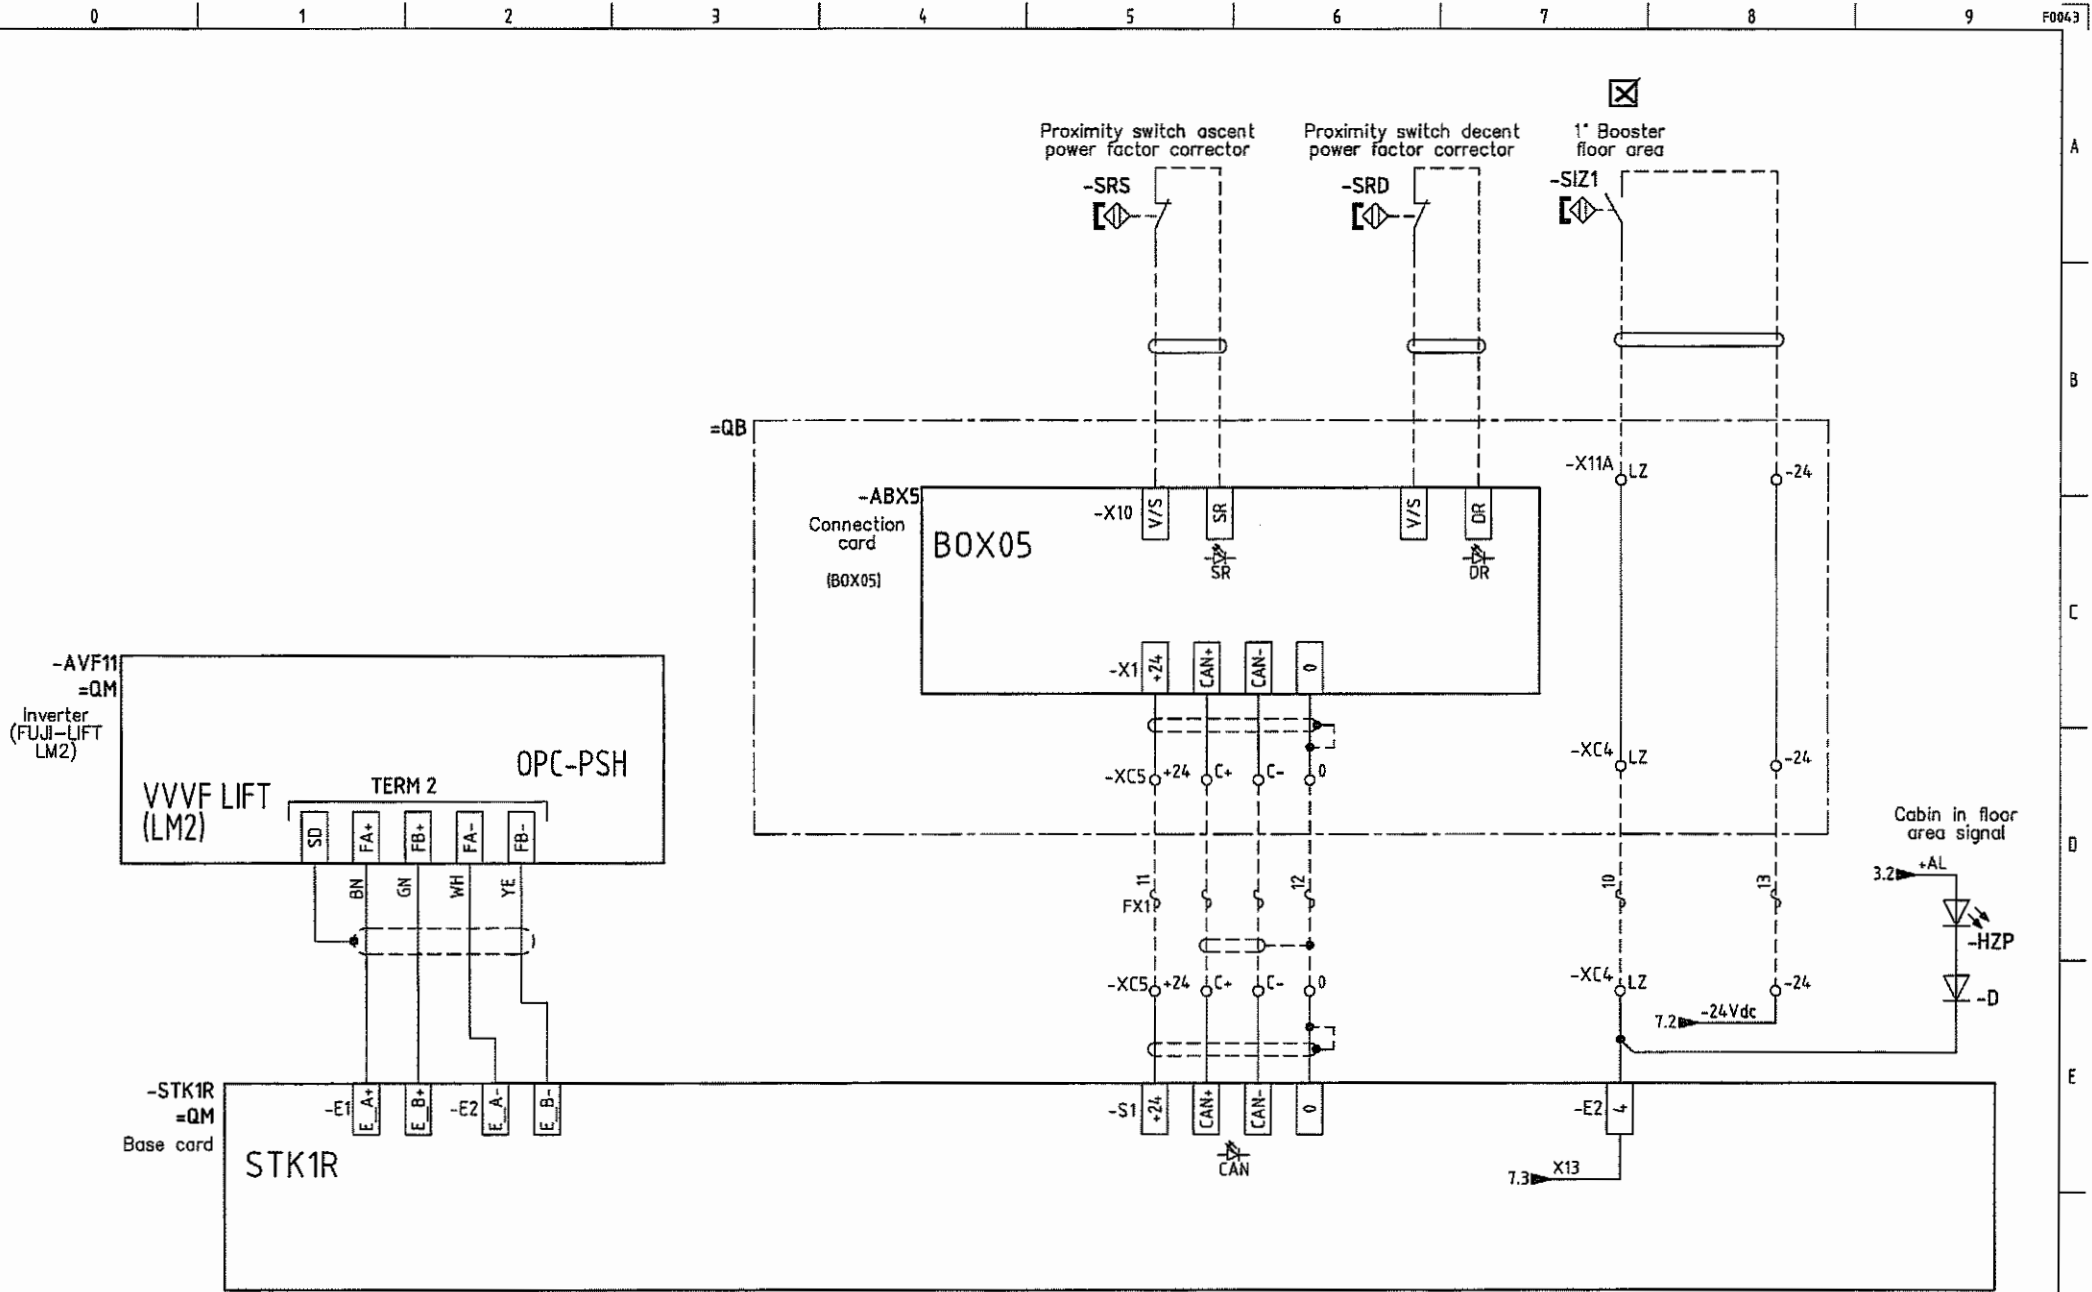 0 1 2 3 4 5 6 7 8 9 F0043
A
B
C
D
E
Proximity switch ascent
power factor corrector
Proximity switch decent
power factor corrector
1° Booster
floor area
-SRS
-SRD
-SIZ1
=QB
-X11A LZ
-24
-ABX5
Connection
card
(BOX05)
BOX05
-X10 V/S SR V/S DR
SR
DR
-X1 +24 CAN+ CAN- 0
-AVF11
=QM
Inverter
(FUJI-LIFT
LM2)
OPC-PSH
VVVF LIFT
(LM2)
TERM 2
SD FA+ FB+ FA- FB-
BN GN WH YE
-XC5 +24 C+ C- 0
-XC4 LZ
-24
Cabin in floor
area signal
3.2 +AL
-HZP
-D
11 12 10 13
FX1
-XC5 +24 C+ C- 0
-XC4 LZ
-24
7.2 -24Vdc
-STK1R
=QM
Base card
STK1R
-E1 E_A+ E_B+ -E2 E_A- E_B-
-S1 +24 CAN+ CAN- 0
CAN
-E2 4
7.3 X13